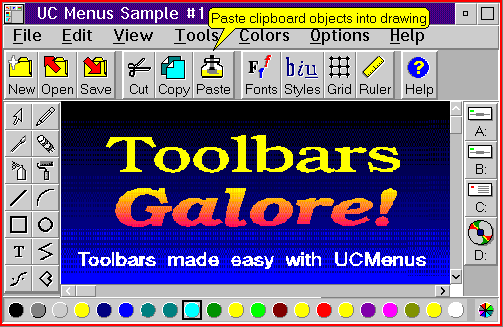 UC Menus Sample #1
Paste clipboard objects into drawing
File Edit View Tools Colors Options Help
New Open Save Cut Copy Paste Fonts Styles Grid Ruler Help
A:
B:
C:
D:
Toolbars
Galore!
Toolbars made easy with UCMenus